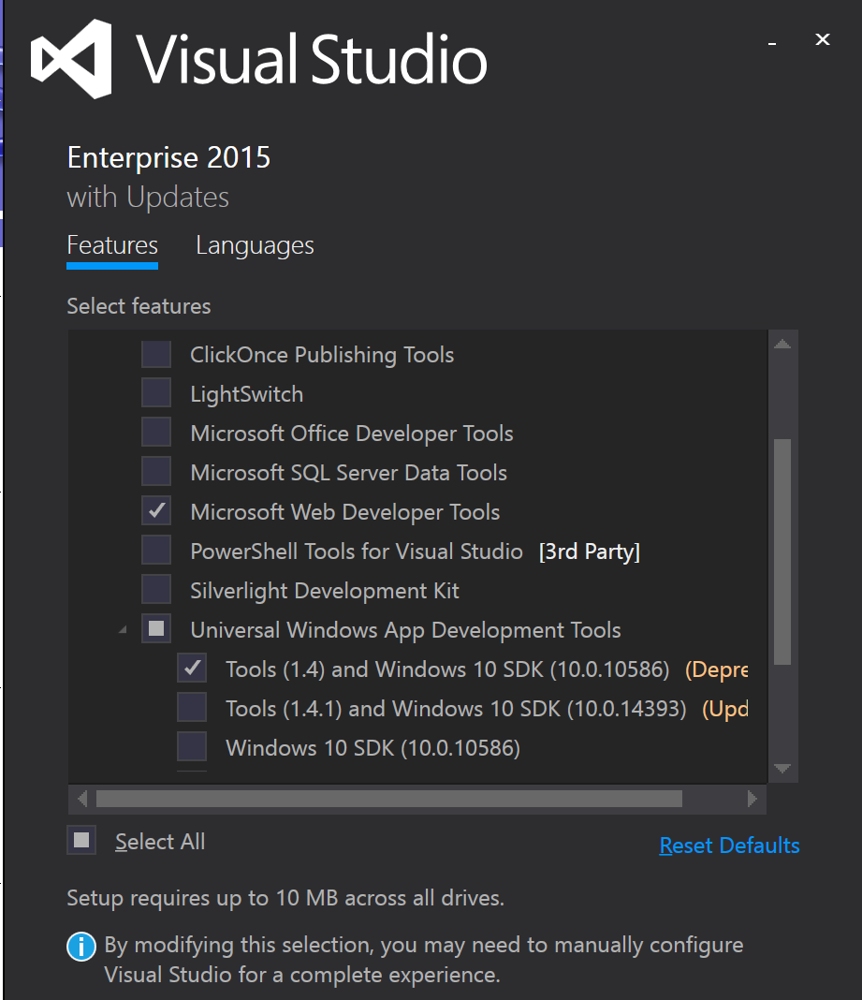 Visual Studio
Enterprise 2015
with Updates
Features Languages
Select features
ClickOnce Publishing Tools
LightSwitch
Microsoft Office Developer Tools
Microsoft SQL Server Data Tools
Microsoft Web Developer Tools
PowerShell Tools for Visual Studio [3rd Party]
Silverlight Development Kit
Universal Windows App Development Tools
Tools (1.4) and Windows 10 SDK (10.0.10586) (Depre
Tools (1.4.1) and Windows 10 SDK (10.0.14393) (Upd
Windows 10 SDK (10.0.10586)
Select All Reset Defaults
Setup requires up to 10 MB across all drives.
By modifying this selection, you may need to manually configure
Visual Studio for a complete experience.